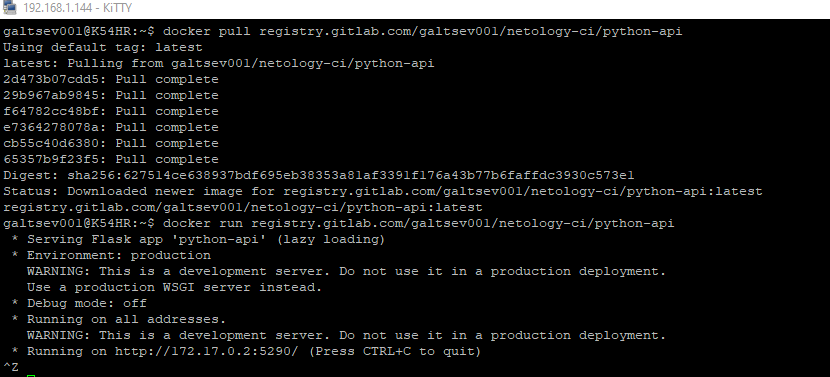 192.168.1.144 - KiTTY
galtsev001@K54HR:~$ docker pull registry.gitlab.com/galtsev001/netology-ci/python-api
Using default tag: latest
latest: Pulling from galtsev001/netology-ci/python-api
2d473b07cdd5: Pull complete
29b967ab9845: Pull complete
f64782cc48bf: Pull complete
e7364278078a: Pull complete
cb55c40d6380: Pull complete
65357b9f23f5: Pull complete
Digest: sha256:627514ce638937bdf695eb38353a81af3391f176a43b77b6faffdc3930c573e1
Status: Downloaded newer image for registry.gitlab.com/galtsev001/netology-ci/python-api:latest
registry.gitlab.com/galtsev001/netology-ci/python-api:latest
galtsev001@K54HR:~$ docker run registry.gitlab.com/galtsev001/netology-ci/python-api
 * Serving Flask app 'python-api' (lazy loading)
 * Environment: production
   WARNING: This is a development server. Do not use it in a production deployment.
   Use a production WSGI server instead.
 * Debug mode: off
 * Running on all addresses.
   WARNING: This is a development server. Do not use it in a production deployment.
 * Running on http://172.17.0.2:5290/ (Press CTRL+C to quit)
^Z